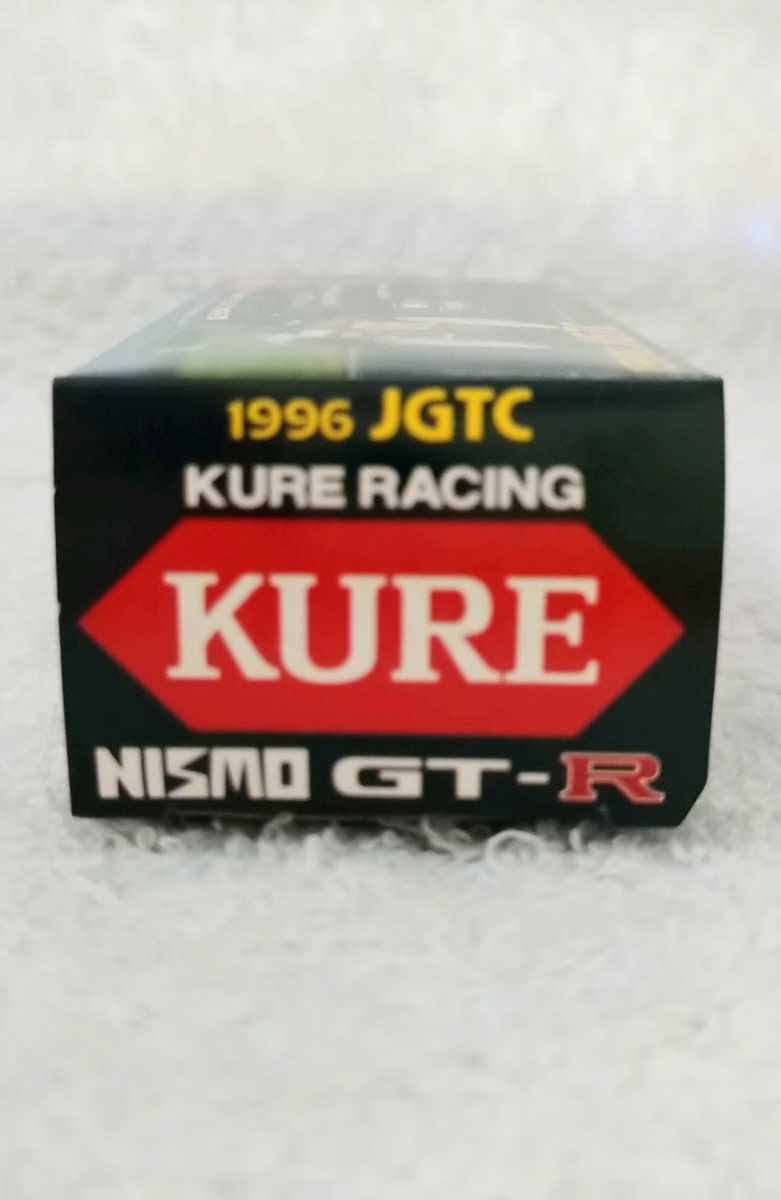 1996 JGTC
KURE RACING
KURE
NISMO GT-R